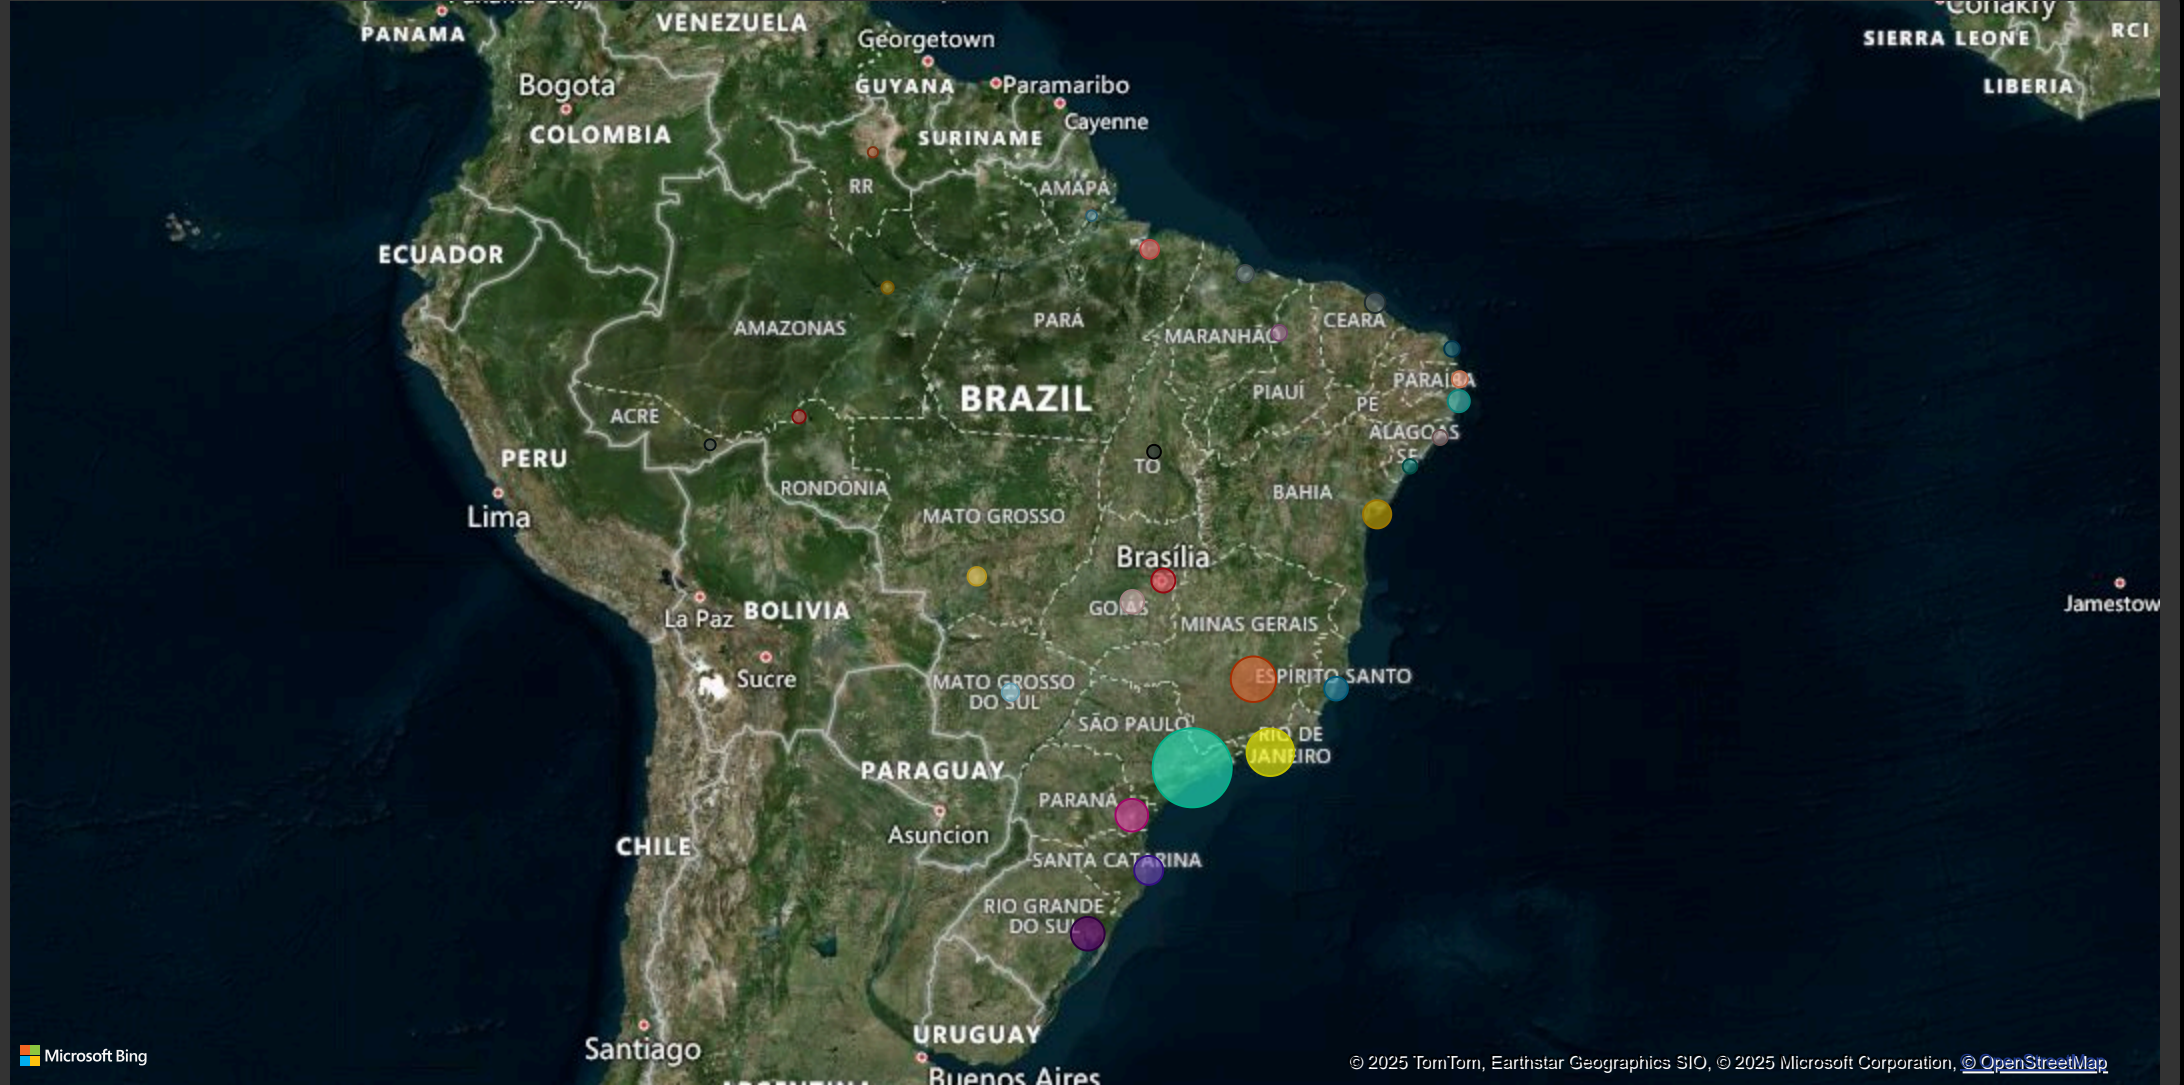 Conakry
VENEZUELA
PANAMA
SIERRA LEONE
RCI
Georgetown
Bogota
GUYANA
Paramaribo
LIBERIA
Cayenne
COLOMBIA
SURINAME
RR
AMAPÁ
ECUADOR
AMAZONAS
PARÁ
MARANHÃO
CEARÁ
BRAZIL
PARAÍBA
PIAUÍ
PE
ACRE
ALAGOAS
PERU
SE
TO
RONDÔNIA
BAHIA
Lima
MATO GROSSO
Brasília
La Paz
BOLIVIA
GOIÁS
Jamestow
MINAS GERAIS
Sucre
MATO GROSSO
DO SUL
ESPÍRITO SANTO
SÃO PAULO
RIO DE
JANEIRO
PARAGUAY
PARANÁ
Asuncion
CHILE
SANTA CATARINA
RIO GRANDE
DO SUL
URUGUAY
Santiago
Buenos Aires
ARGENTINA
Microsoft Bing
© 2025 TomTom, Earthstar Geographics SIO, © 2025 Microsoft Corporation, © OpenStreetMap